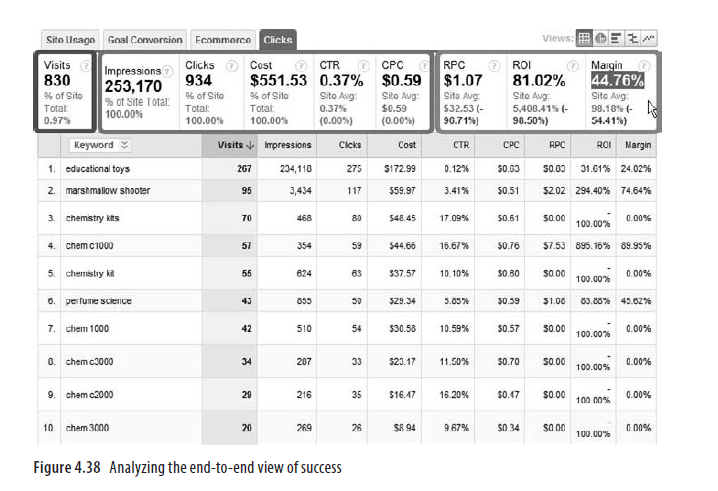 Site Usage Goal Conversion Ecommerce Clicks Views:
Visits Impressions Clicks Cost CTR CPC RPC ROI Margin
830 253,170 934 $551.53 0.37% $0.59 $1.07 81.02% 44.76%
% of Site Total: 0.97%
% of Site Total: 100.00%
% of Site Total: 100.00%
% of Site Total: 100.00%
Site Avg: 0.37% (0.00%)
Site Avg: $0.59 (0.00%)
Site Avg: $32.53 (-90.71%)
Site Avg: 5,408.41% (-98.50%)
Site Avg: 98.18% (-54.41%)
Keyword Visits Impressions Clicks Cost CTR CPC RPC ROI Margin
1. educational toys 267 234,118 275 $172.99 0.12% $0.63 $0.83 31.61% 24.02%
2. marshmallow shooter 95 3,434 117 $59.97 3.41% $0.51 $2.02 294.40% 74.64%
3. chemistry kits 70 468 80 $48.45 17.09% $0.61 $0.00 -100.00% 0.00%
4. chem c1000 57 354 59 $44.66 16.67% $0.76 $7.53 895.16% 89.95%
5. chemistry kit 55 624 63 $37.57 10.10% $0.60 $0.00 -100.00% 0.00%
6. perfume science 43 855 50 $29.34 5.85% $0.59 $1.08 83.88% 45.62%
7. chem 1000 42 510 54 $30.58 10.59% $0.57 $0.00 -100.00% 0.00%
8. chem c3000 34 287 33 $23.17 11.50% $0.70 $0.00 -100.00% 0.00%
9. chem c2000 29 216 35 $16.47 16.20% $0.47 $0.00 -100.00% 0.00%
10. chem 3000 20 269 26 $8.94 9.67% $0.34 $0.00 -100.00% 0.00%
Figure 4.38 Analyzing the end-to-end view of success